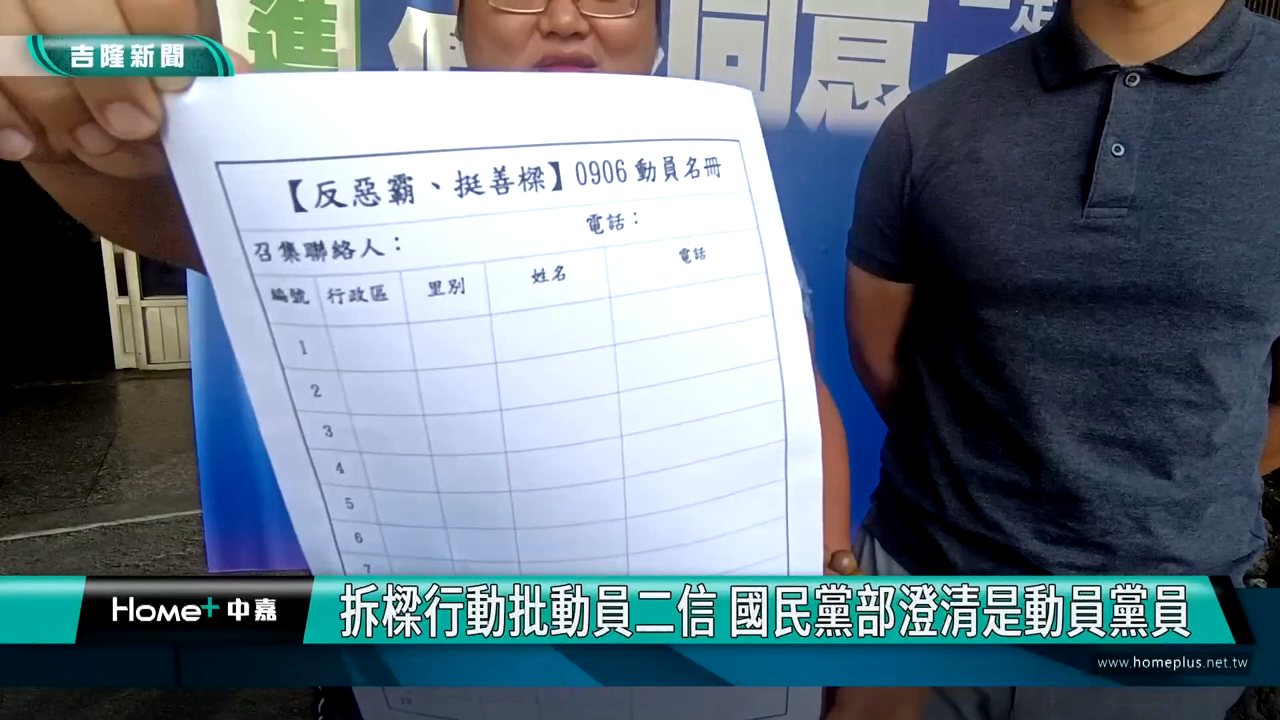 吉隆新聞
進
同意
【反惡霸、挺善樑】0906 動員名冊
召集聯絡人： 電話：
編號 行政區 里別 姓名 電話
1
2
3
4
5
6
7
Home+ 中嘉
拆樑行動批動員二信 國民黨部澄清是動員黨員
www.homeplus.net.tw